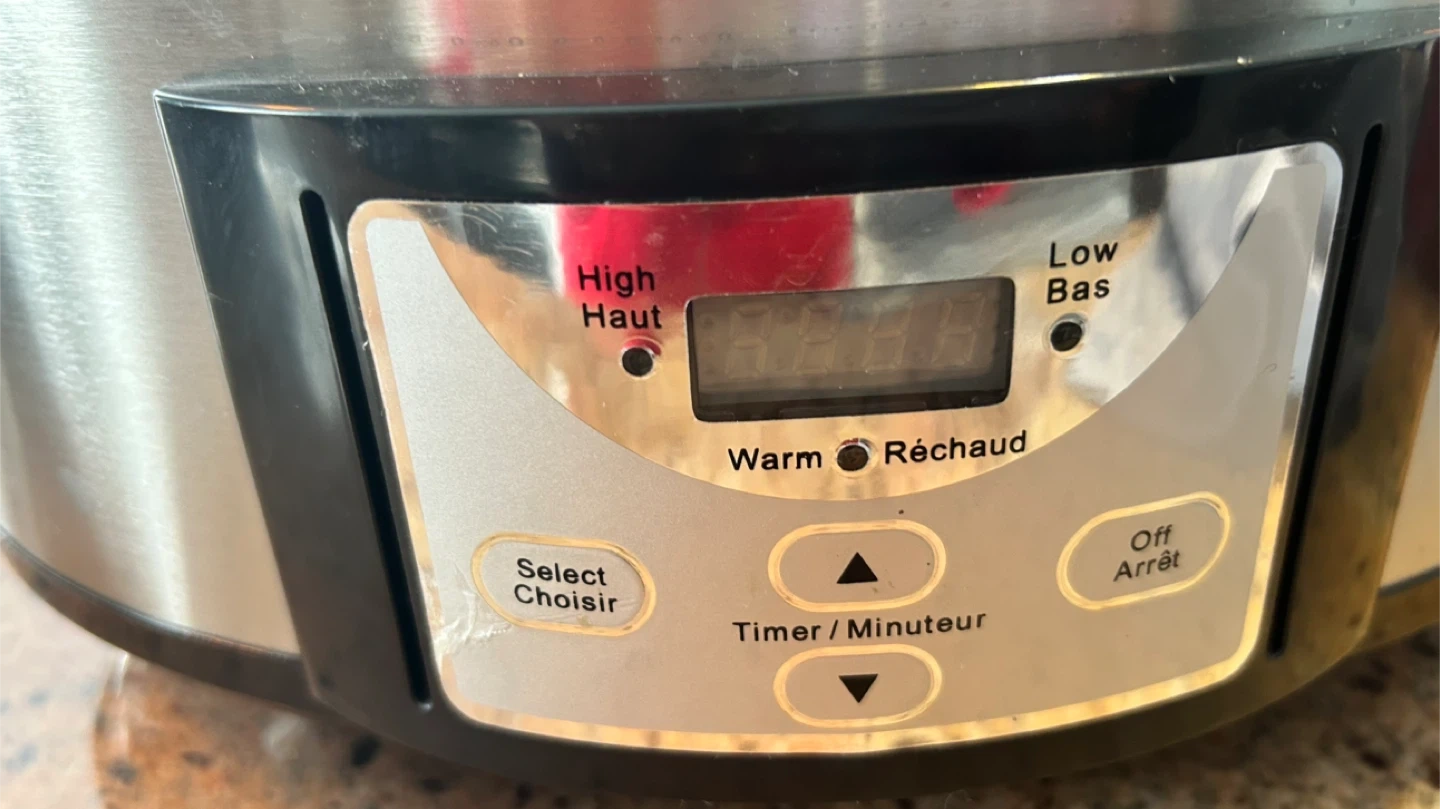 High
Haut
Low
Bas
Warm Réchaud
Select
Choisir
Off
Arrêt
Timer / Minuteur